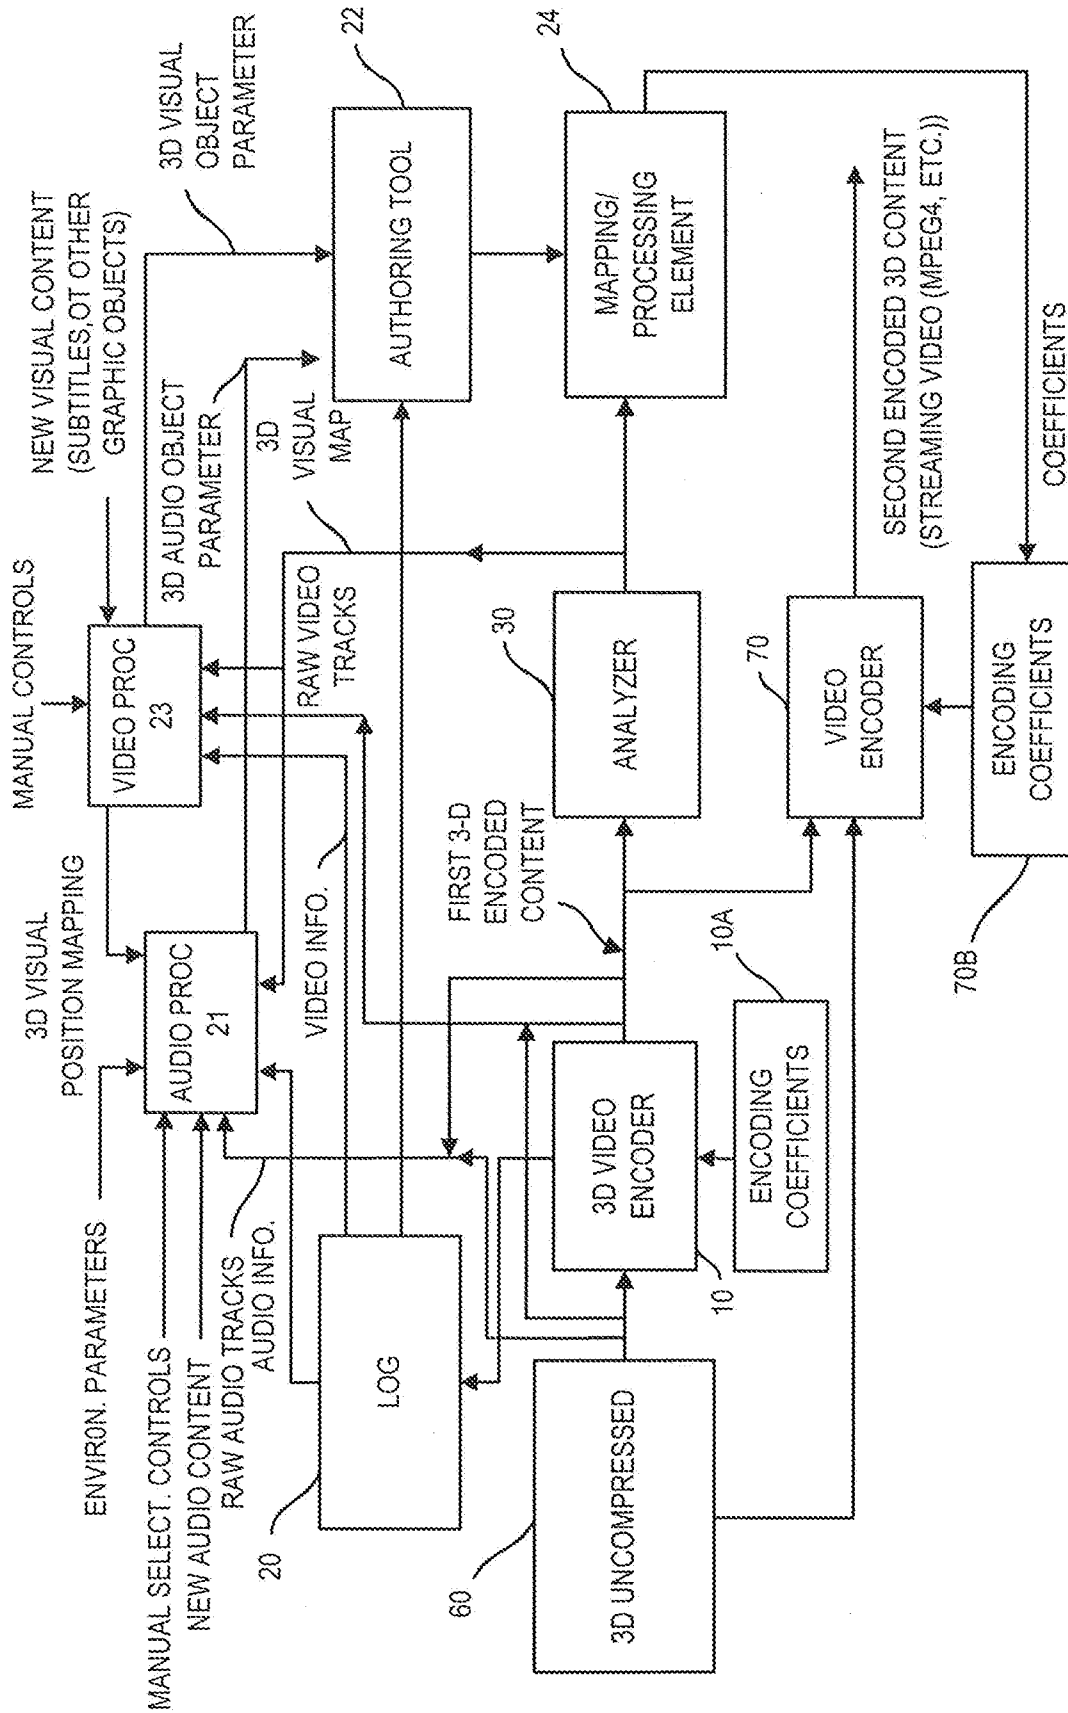 NEW VISUAL CONTENT
(SUBTITLES,OT OTHER
GRAPHIC OBJECTS)
3D VISUAL
OBJECT
PARAMETER
22
MANUAL CONTROLS
VIDEO PROC
23
3D AUDIO OBJECT
PARAMETER
3D
VISUAL
MAP
AUTHORING TOOL
24
3D VISUAL
POSITION MAPPING
AUDIO PROC
21
RAW VIDEO
TRACKS
VIDEO INFO.
MAPPING/
PROCESSING
ELEMENT
ENVIRON. PARAMETERS
MANUAL SELECT. CONTROLS
NEW AUDIO CONTENT
RAW AUDIO TRACKS
AUDIO INFO.
LOG
20
FIRST 3-D
ENCODED
CONTENT
30
ANALYZER
60
3D UNCOMPRESSED
3D VIDEO
ENCODER
10
10A
ENCODING
COEFFICIENTS
70
VIDEO
ENCODER
SECOND ENCODED 3D CONTENT
(STREAMING VIDEO (MPEG4, ETC.))
70B
ENCODING
COEFFICIENTS
COEFFICIENTS